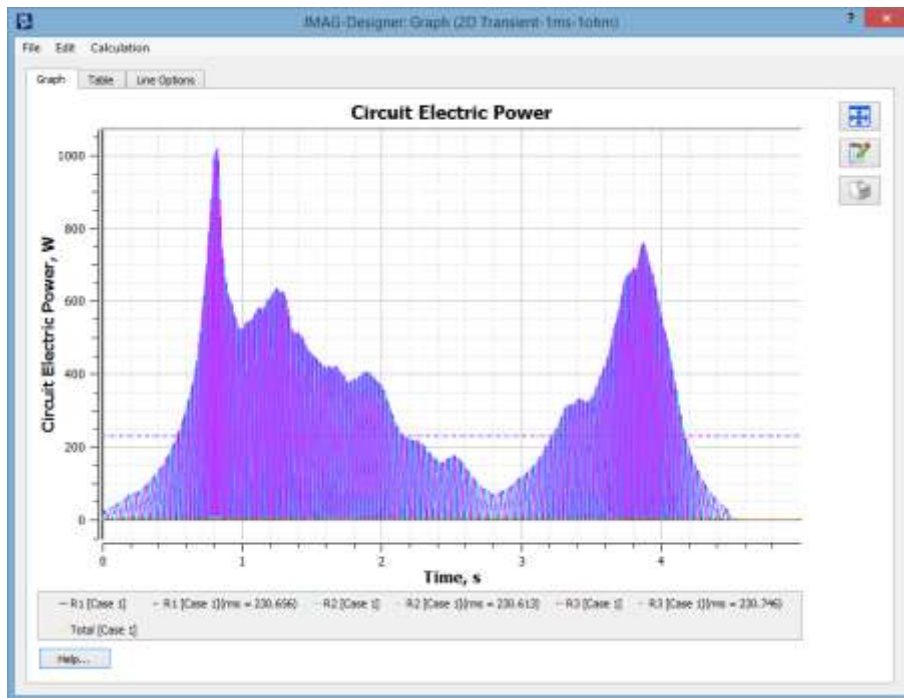 JMAG-Designer: Graph (2D Transient-1ms-1ohm)
? ×
File Edit Calculation
Graph Table Line Options
Circuit Electric Power
Circuit Electric Power, W
1000
800
600
400
200
0
0 1 2 3 4
Time, s
R1 [Case 1] R1 [Case 1](rms = 230.656) R2 [Case 1] R2 [Case 1](rms = 230.613) R3 [Case 1] R3 [Case 1](rms = 230.746)
Total [Case 1]
Help...